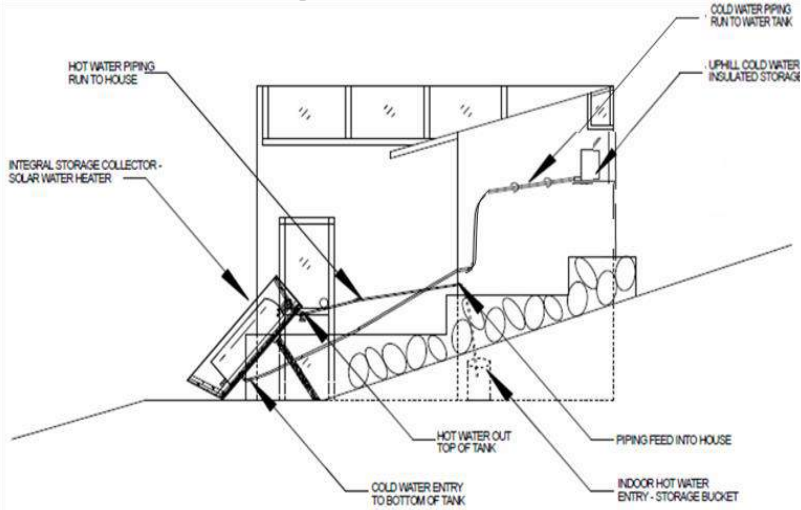 COLD WATER PIPING
RUN TO WATER TANK
HOT WATER PIPING
RUN TO HOUSE
UPHILL COLD WATER
INSULATED STORAGE
INTEGRAL STORAGE COLLECTOR -
SOLAR WATER HEATER
HOT WATER OUT
TOP OF TANK
PIPING FEED INTO HOUSE
COLD WATER ENTRY
TO BOTTOM OF TANK
INDOOR HOT WATER
ENTRY - STORAGE BUCKET